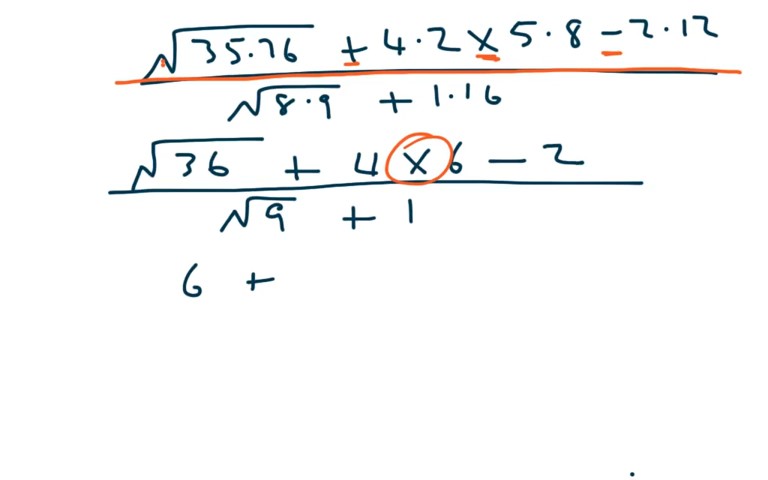 √35.76 + 4.2 × 5.8 − 2.12
√8.9 + 1.16
√36 + 4 × 6 − 2
√9 + 1
6 +